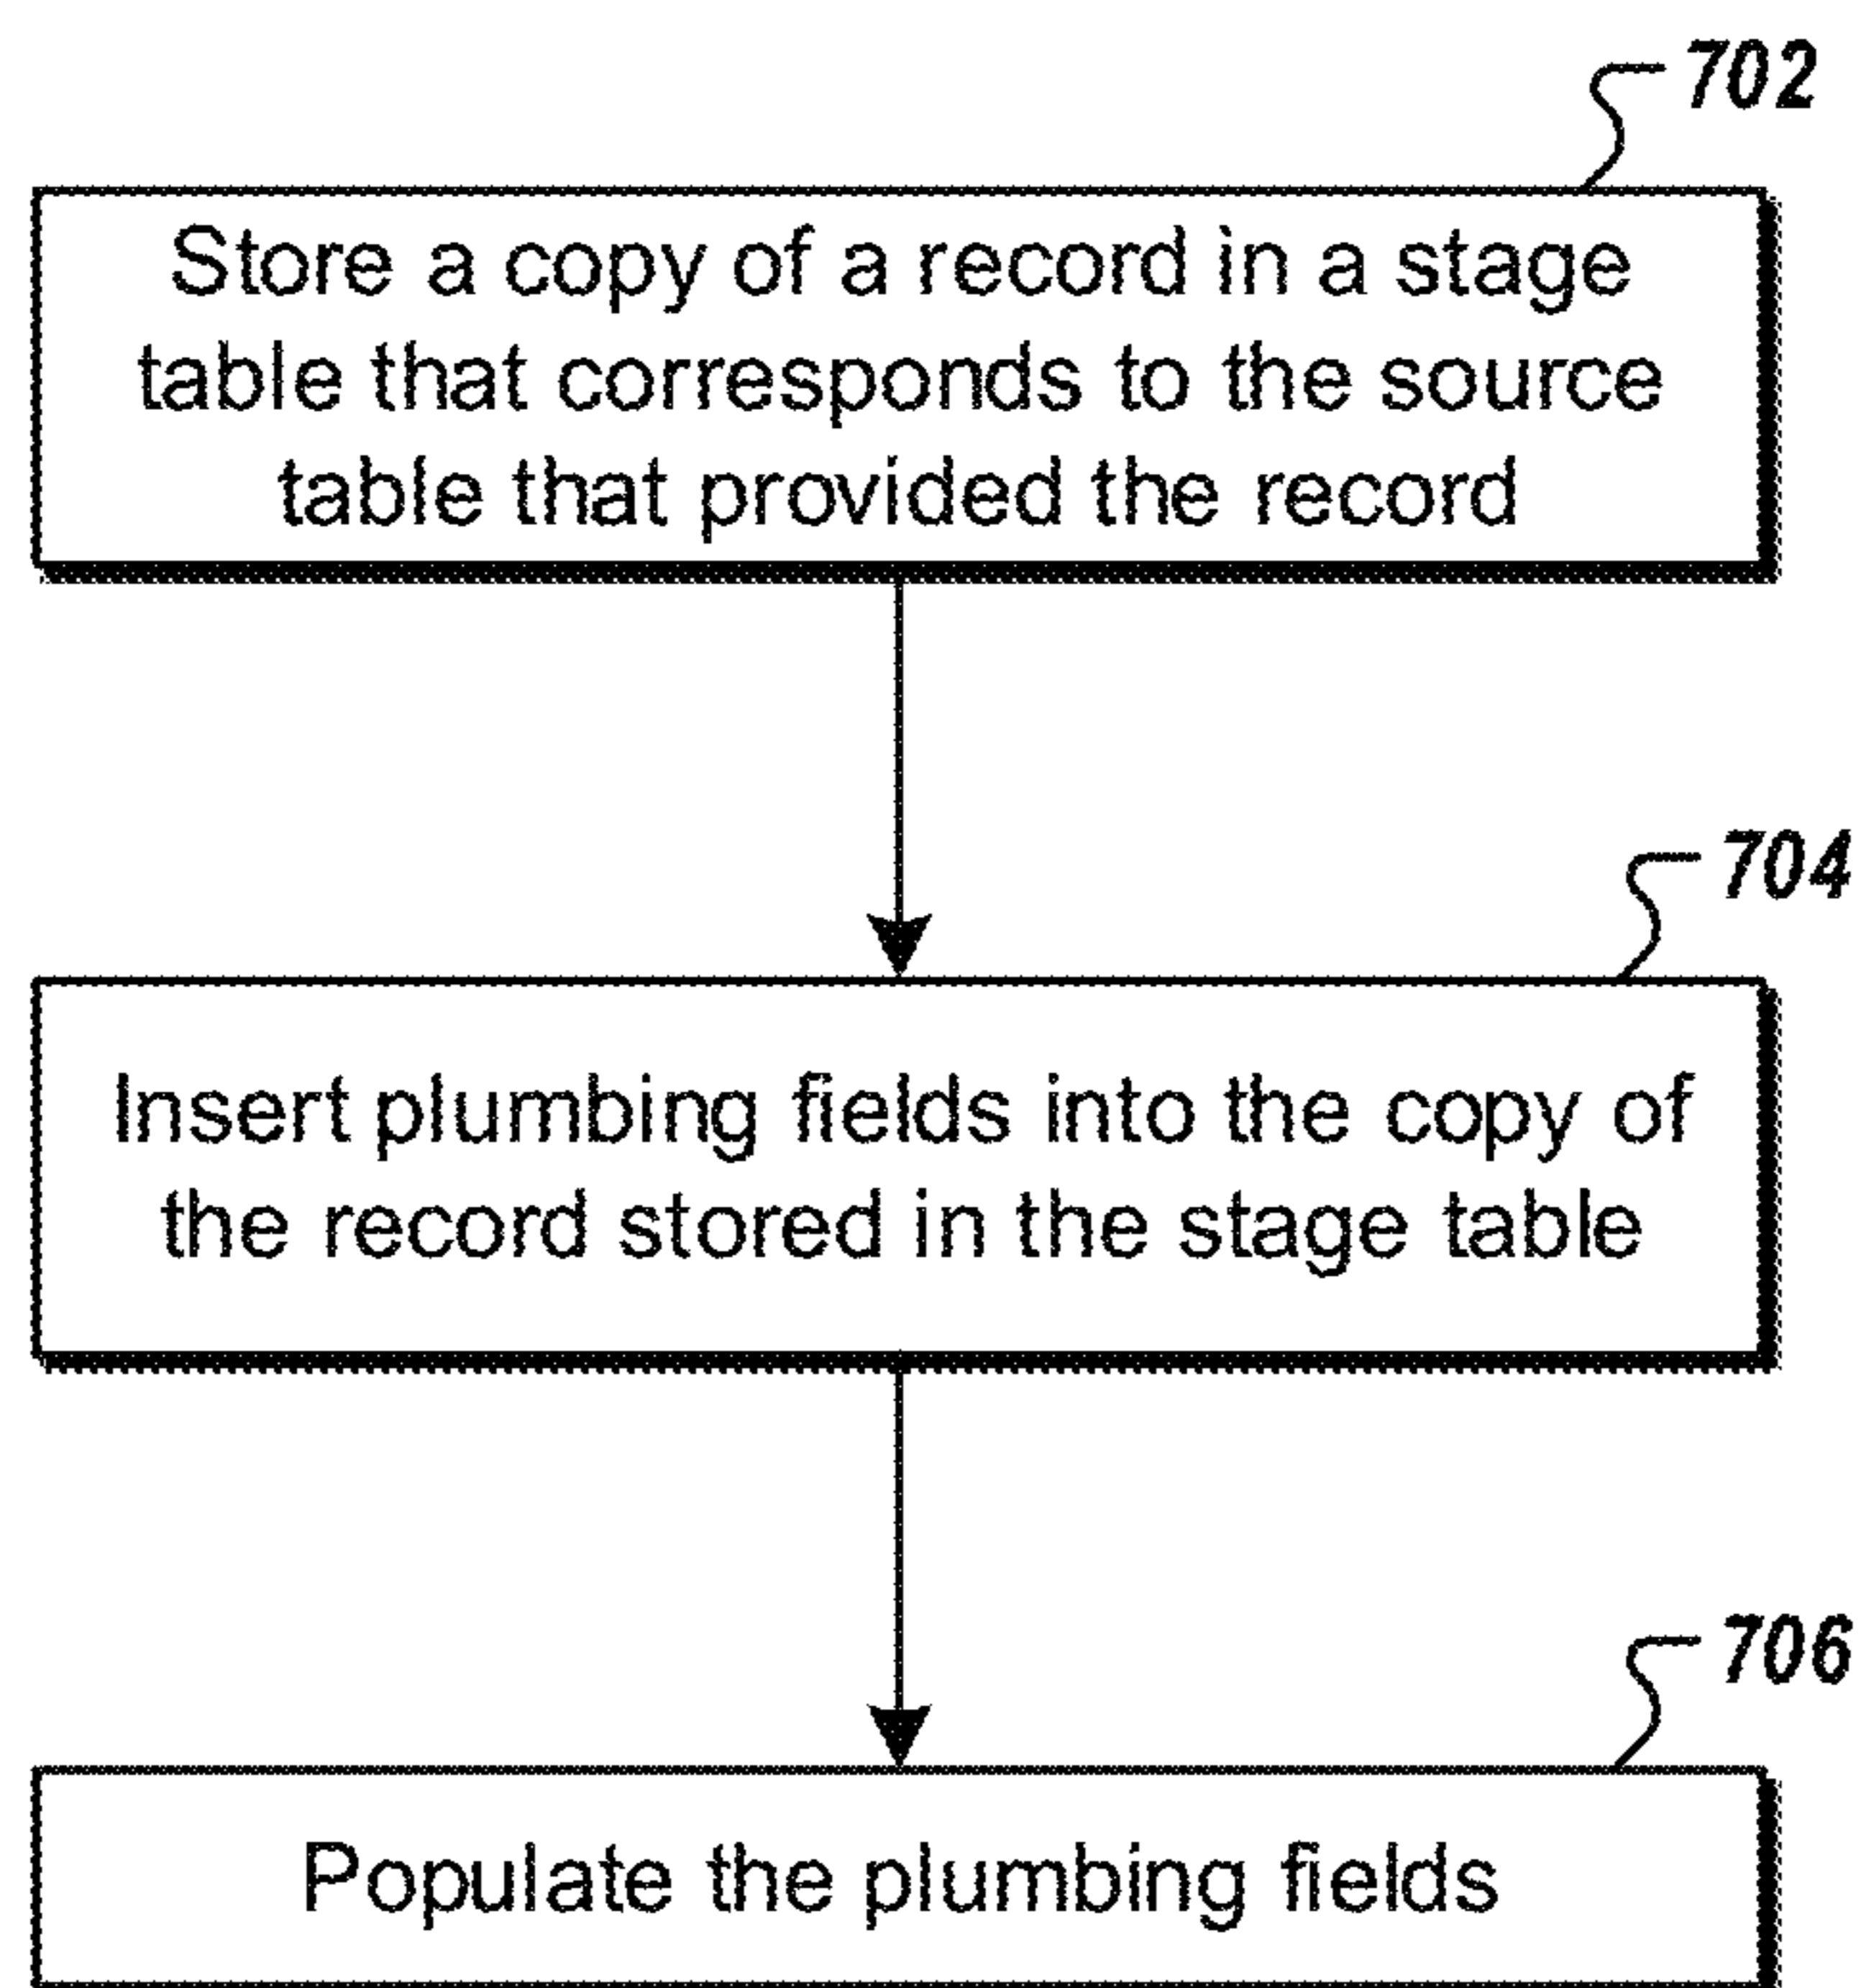 702
Store a copy of a record in a stage
table that corresponds to the source
table that provided the record
704
Insert plumbing fields into the copy of
the record stored in the stage table
706
Populate the plumbing fields